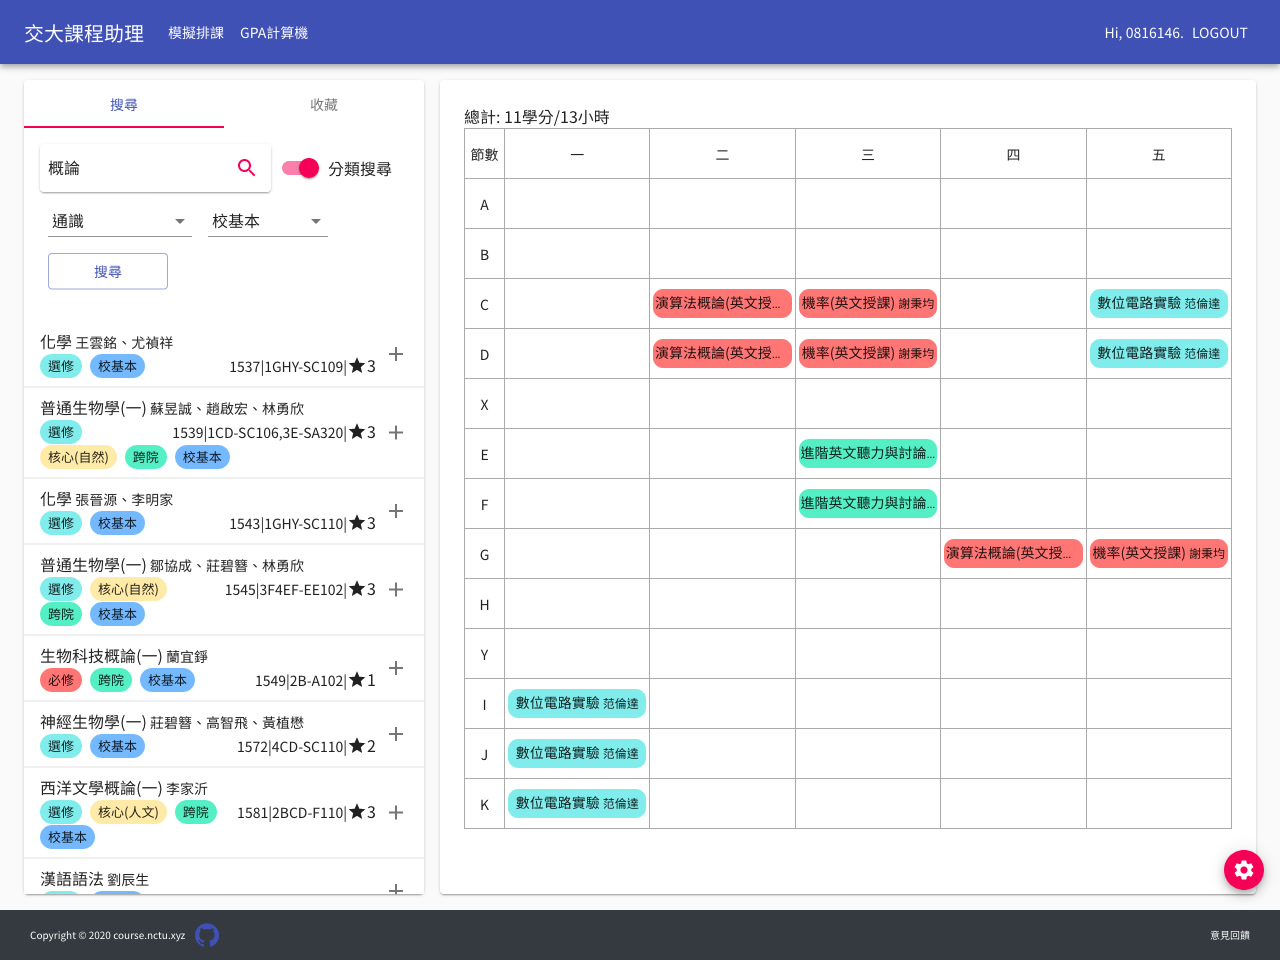 交大課程助理 模擬排課 GPA計算機 Hi, 0816146. LOGOUT
搜尋 收藏
概論 分類搜尋
通識 校基本
搜尋
化學 王雲銘、尤禎祥
選修 校基本 1537|1GHY-SC109|★3
普通生物學(一) 蘇昱誠、趙啟宏、林勇欣
選修 1539|1CD-SC106,3E-SA320|★3
核心(自然) 跨院 校基本
化學 張晉源、李明家
選修 校基本 1543|1GHY-SC110|★3
普通生物學(一) 鄒協成、莊碧簪、林勇欣
選修 核心(自然) 1545|3F4EF-EE102|★3
跨院 校基本
生物科技概論(一) 蘭宜錚
必修 跨院 校基本 1549|2B-A102|★1
神經生物學(一) 莊碧簪、高智飛、黃植懋
選修 校基本 1572|4CD-SC110|★2
西洋文學概論(一) 李家沂
選修 核心(人文) 跨院 1581|2BCD-F110|★3
校基本
漢語語法 劉辰生
總計: 11學分/13小時
節數 一 二 三 四 五
A
B
C 演算法概論(英文授... 機率(英文授課) 謝秉均 數位電路實驗 范倫達
D 演算法概論(英文授... 機率(英文授課) 謝秉均 數位電路實驗 范倫達
X
E 進階英文聽力與討論...
F 進階英文聽力與討論...
G 演算法概論(英文授... 機率(英文授課) 謝秉均
H
Y
I 數位電路實驗 范倫達
J 數位電路實驗 范倫達
K 數位電路實驗 范倫達
Copyright © 2020 course.nctu.xyz 意見回饋